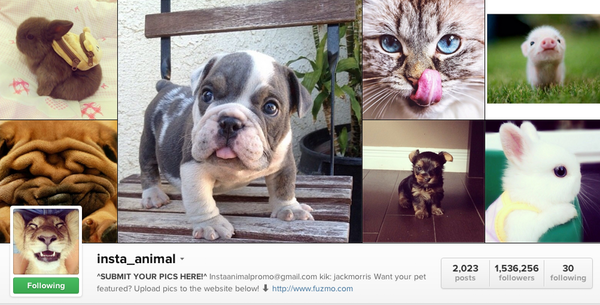 insta_animal
^SUBMIT YOUR PICS HERE!^ Instaanimalpromo@gmail.com kik: jackmorris Want your pet
featured? Upload pics to the website below! ⬇ http://www.fuzmo.com
Following
2,023
posts
1,536,256
followers
30
following